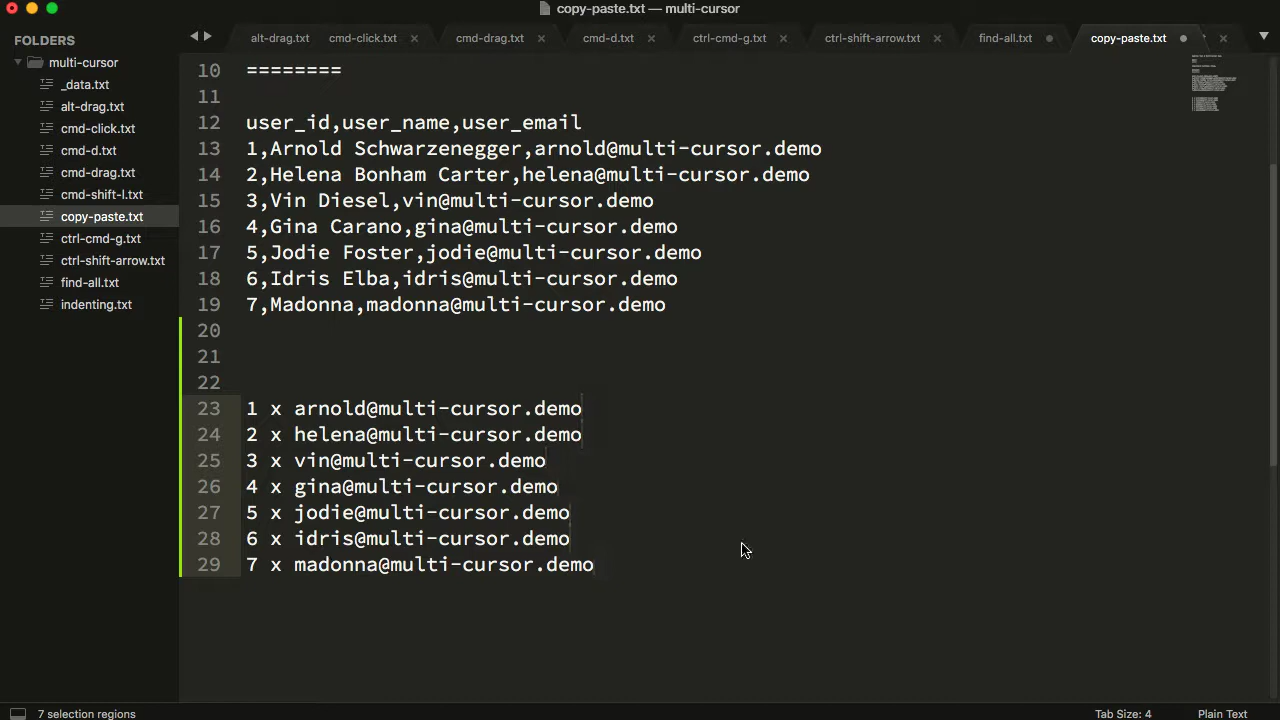 copy-paste.txt — multi-cursor
FOLDERS
multi-cursor
_data.txt
alt-drag.txt
cmd-click.txt
cmd-d.txt
cmd-drag.txt
cmd-shift-l.txt
copy-paste.txt
ctrl-cmd-g.txt
ctrl-shift-arrow.txt
find-all.txt
indenting.txt
alt-drag.txt cmd-click.txt cmd-drag.txt cmd-d.txt ctrl-cmd-g.txt ctrl-shift-arrow.txt find-all.txt copy-paste.txt
10 ========
11
12 user_id,user_name,user_email
13 1,Arnold Schwarzenegger,arnold@multi-cursor.demo
14 2,Helena Bonham Carter,helena@multi-cursor.demo
15 3,Vin Diesel,vin@multi-cursor.demo
16 4,Gina Carano,gina@multi-cursor.demo
17 5,Jodie Foster,jodie@multi-cursor.demo
18 6,Idris Elba,idris@multi-cursor.demo
19 7,Madonna,madonna@multi-cursor.demo
20
21
22
23 1 x arnold@multi-cursor.demo
24 2 x helena@multi-cursor.demo
25 3 x vin@multi-cursor.demo
26 4 x gina@multi-cursor.demo
27 5 x jodie@multi-cursor.demo
28 6 x idris@multi-cursor.demo
29 7 x madonna@multi-cursor.demo
7 selection regions Tab Size: 4 Plain Text